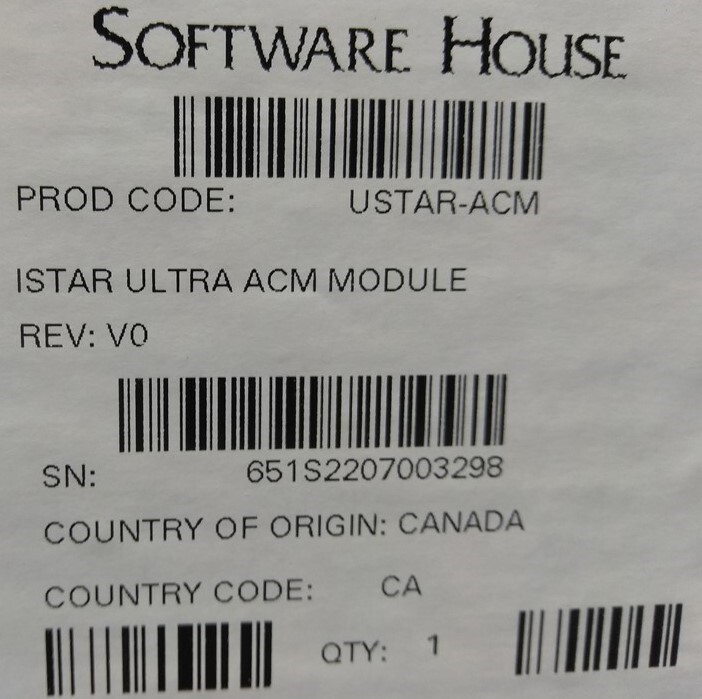 SOFTWARE HOUSE
PROD CODE: USTAR-ACM
ISTAR ULTRA ACM MODULE
REV: V0
SN: 651S2207003298
COUNTRY OF ORIGIN: CANADA
COUNTRY CODE: CA
QTY: 1